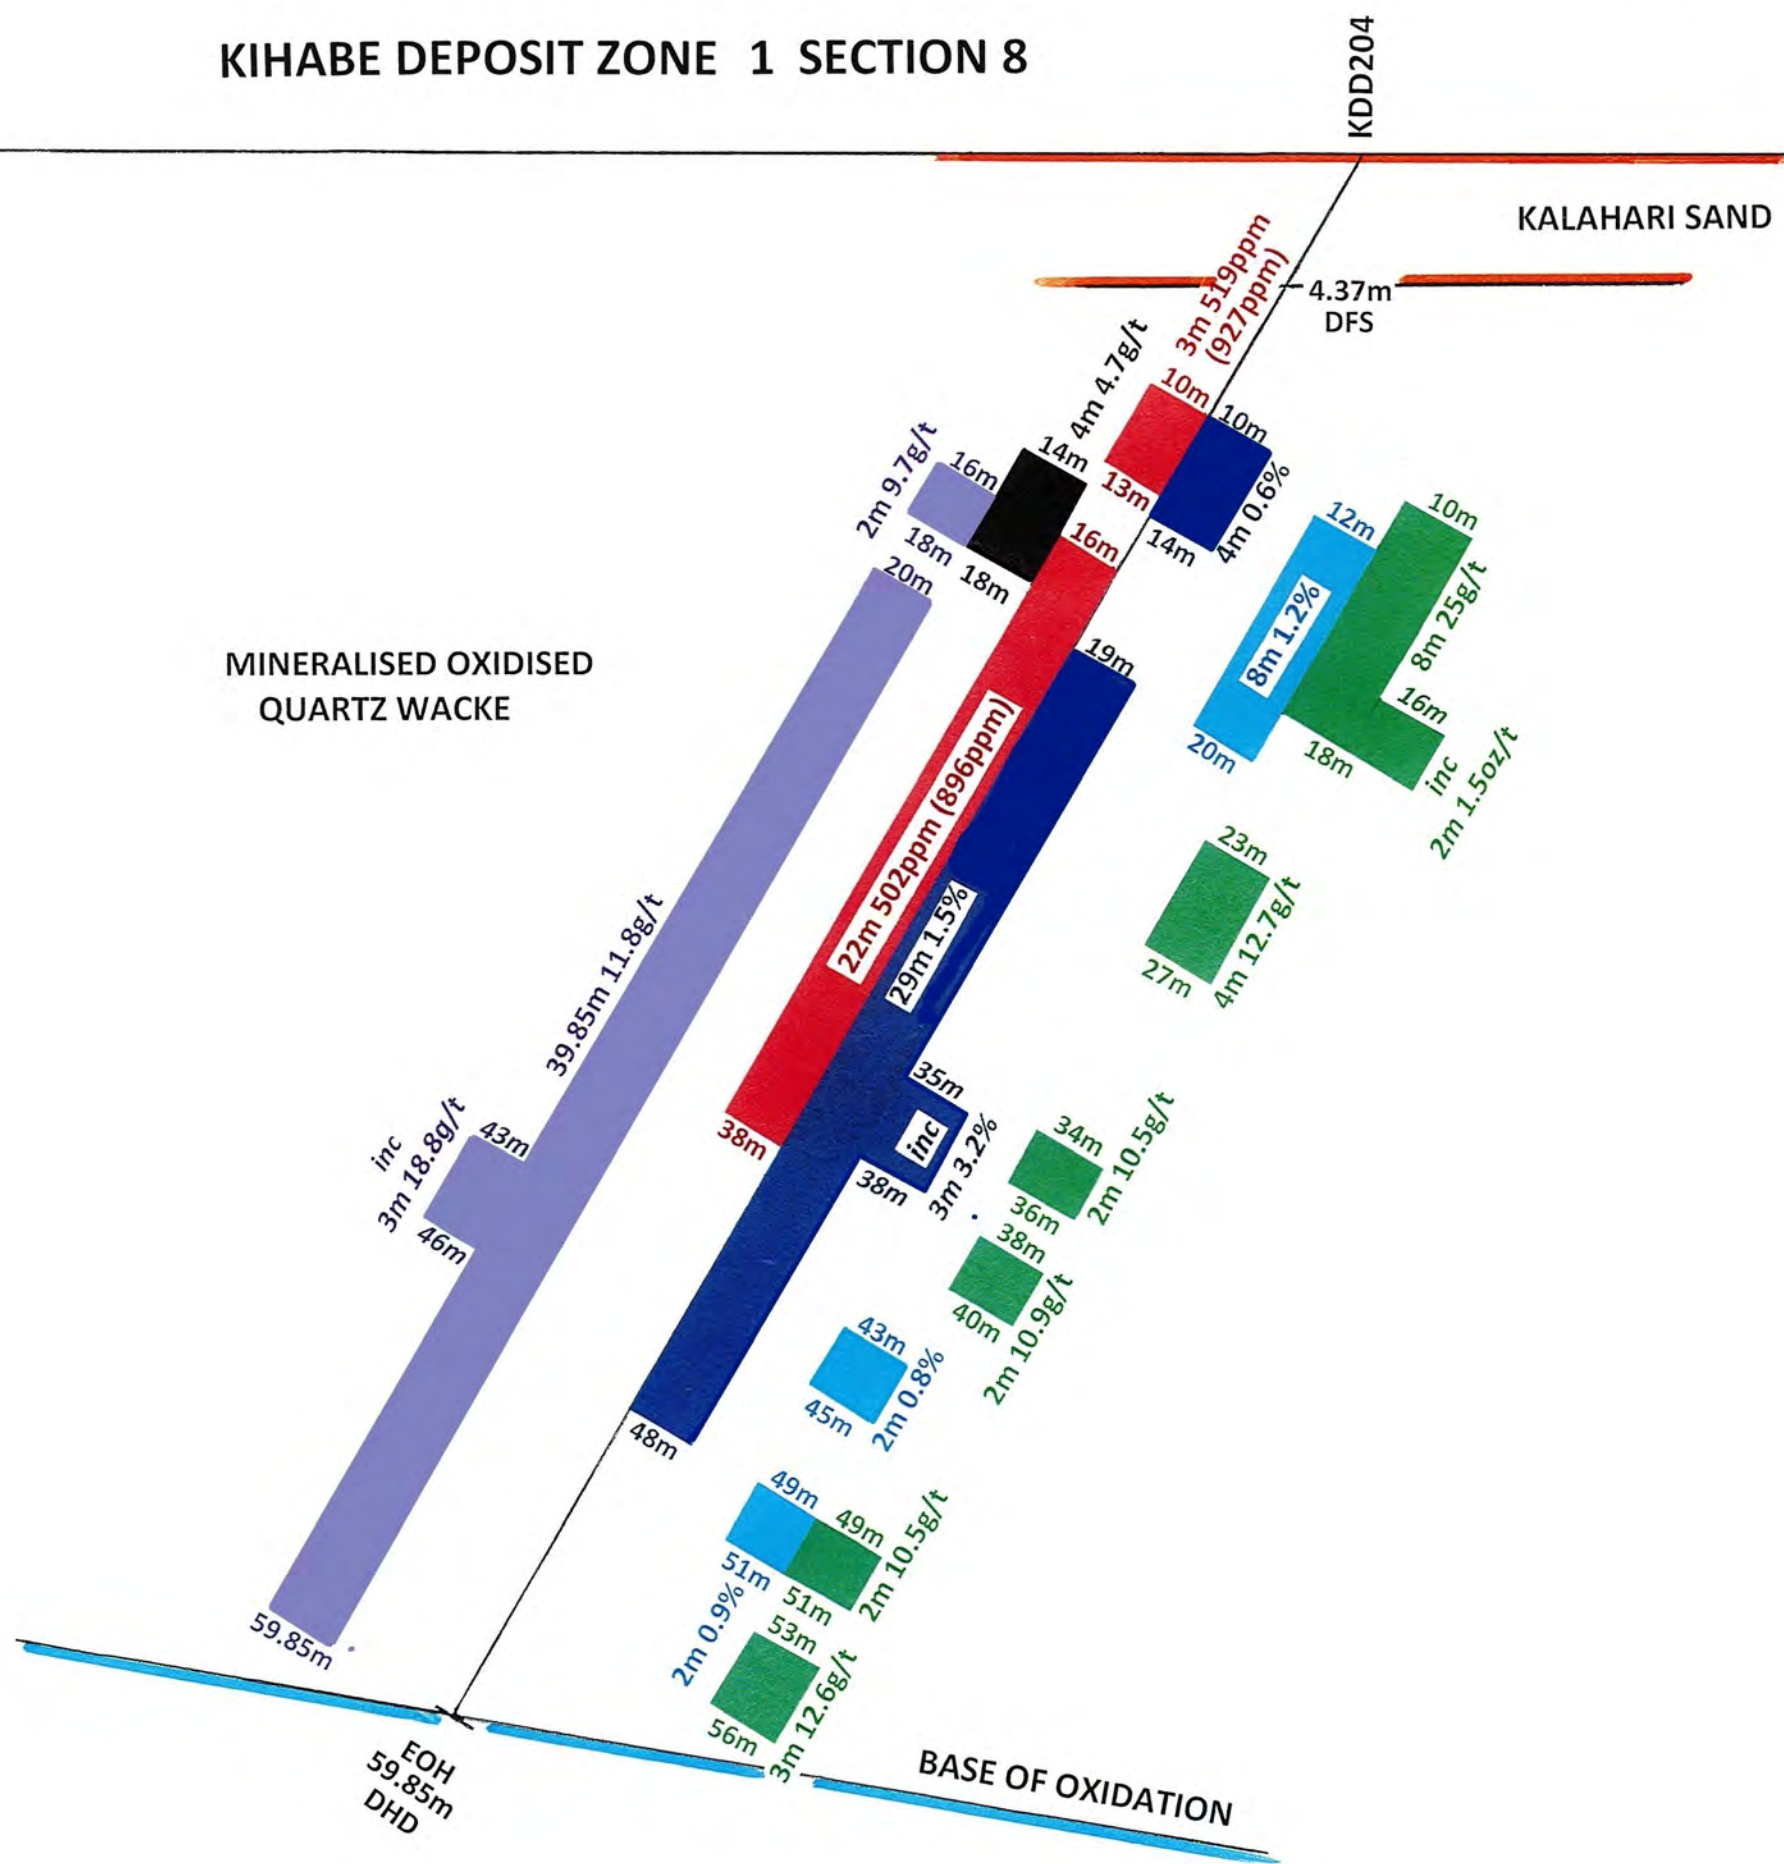 KIHABE DEPOSIT ZONE 1 SECTION 8
KDD204
KALAHARI SAND
4.37m
DFS
3m 519ppm
(927ppm)
10m
13m
10m
14m
4m 0.6%
4m 4.7g/t
14m
18m
2m 9.7g/t
16m
18m
20m
39.85m 11.8g/t
inc
3m 18.8g/t
43m
46m
59.85m
MINERALISED OXIDISED
QUARTZ WACKE
16m
22m 502ppm (896ppm)
38m
19m
29m 1.5%
35m
inc
38m
3m 3.2%
48m
12m
8m 1.2%
20m
10m
8m 25g/t
16m
18m
inc
2m 1.5oz/t
23m
27m
4m 12.7g/t
34m
36m
2m 10.5g/t
38m
40m
2m 10.9g/t
43m
45m
2m 0.8%
49m
51m
2m 0.9%
49m
51m
2m 10.5g/t
53m
56m
3m 12.6g/t
EOH
59.85m
DHD
BASE OF OXIDATION